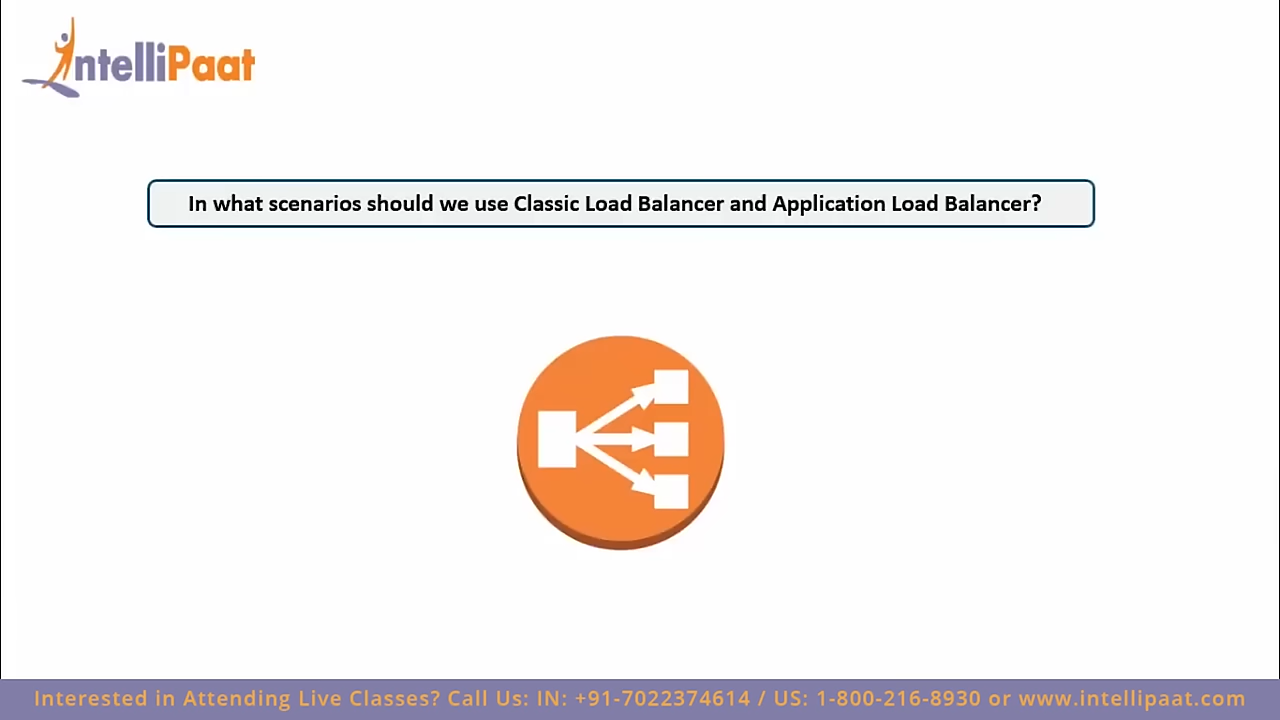 IntelliPaat
In what scenarios should we use Classic Load Balancer and Application Load Balancer?
Interested in Attending Live Classes? Call Us: IN: +91-7022374614 / US: 1-800-216-8930 or www.intellipaat.com